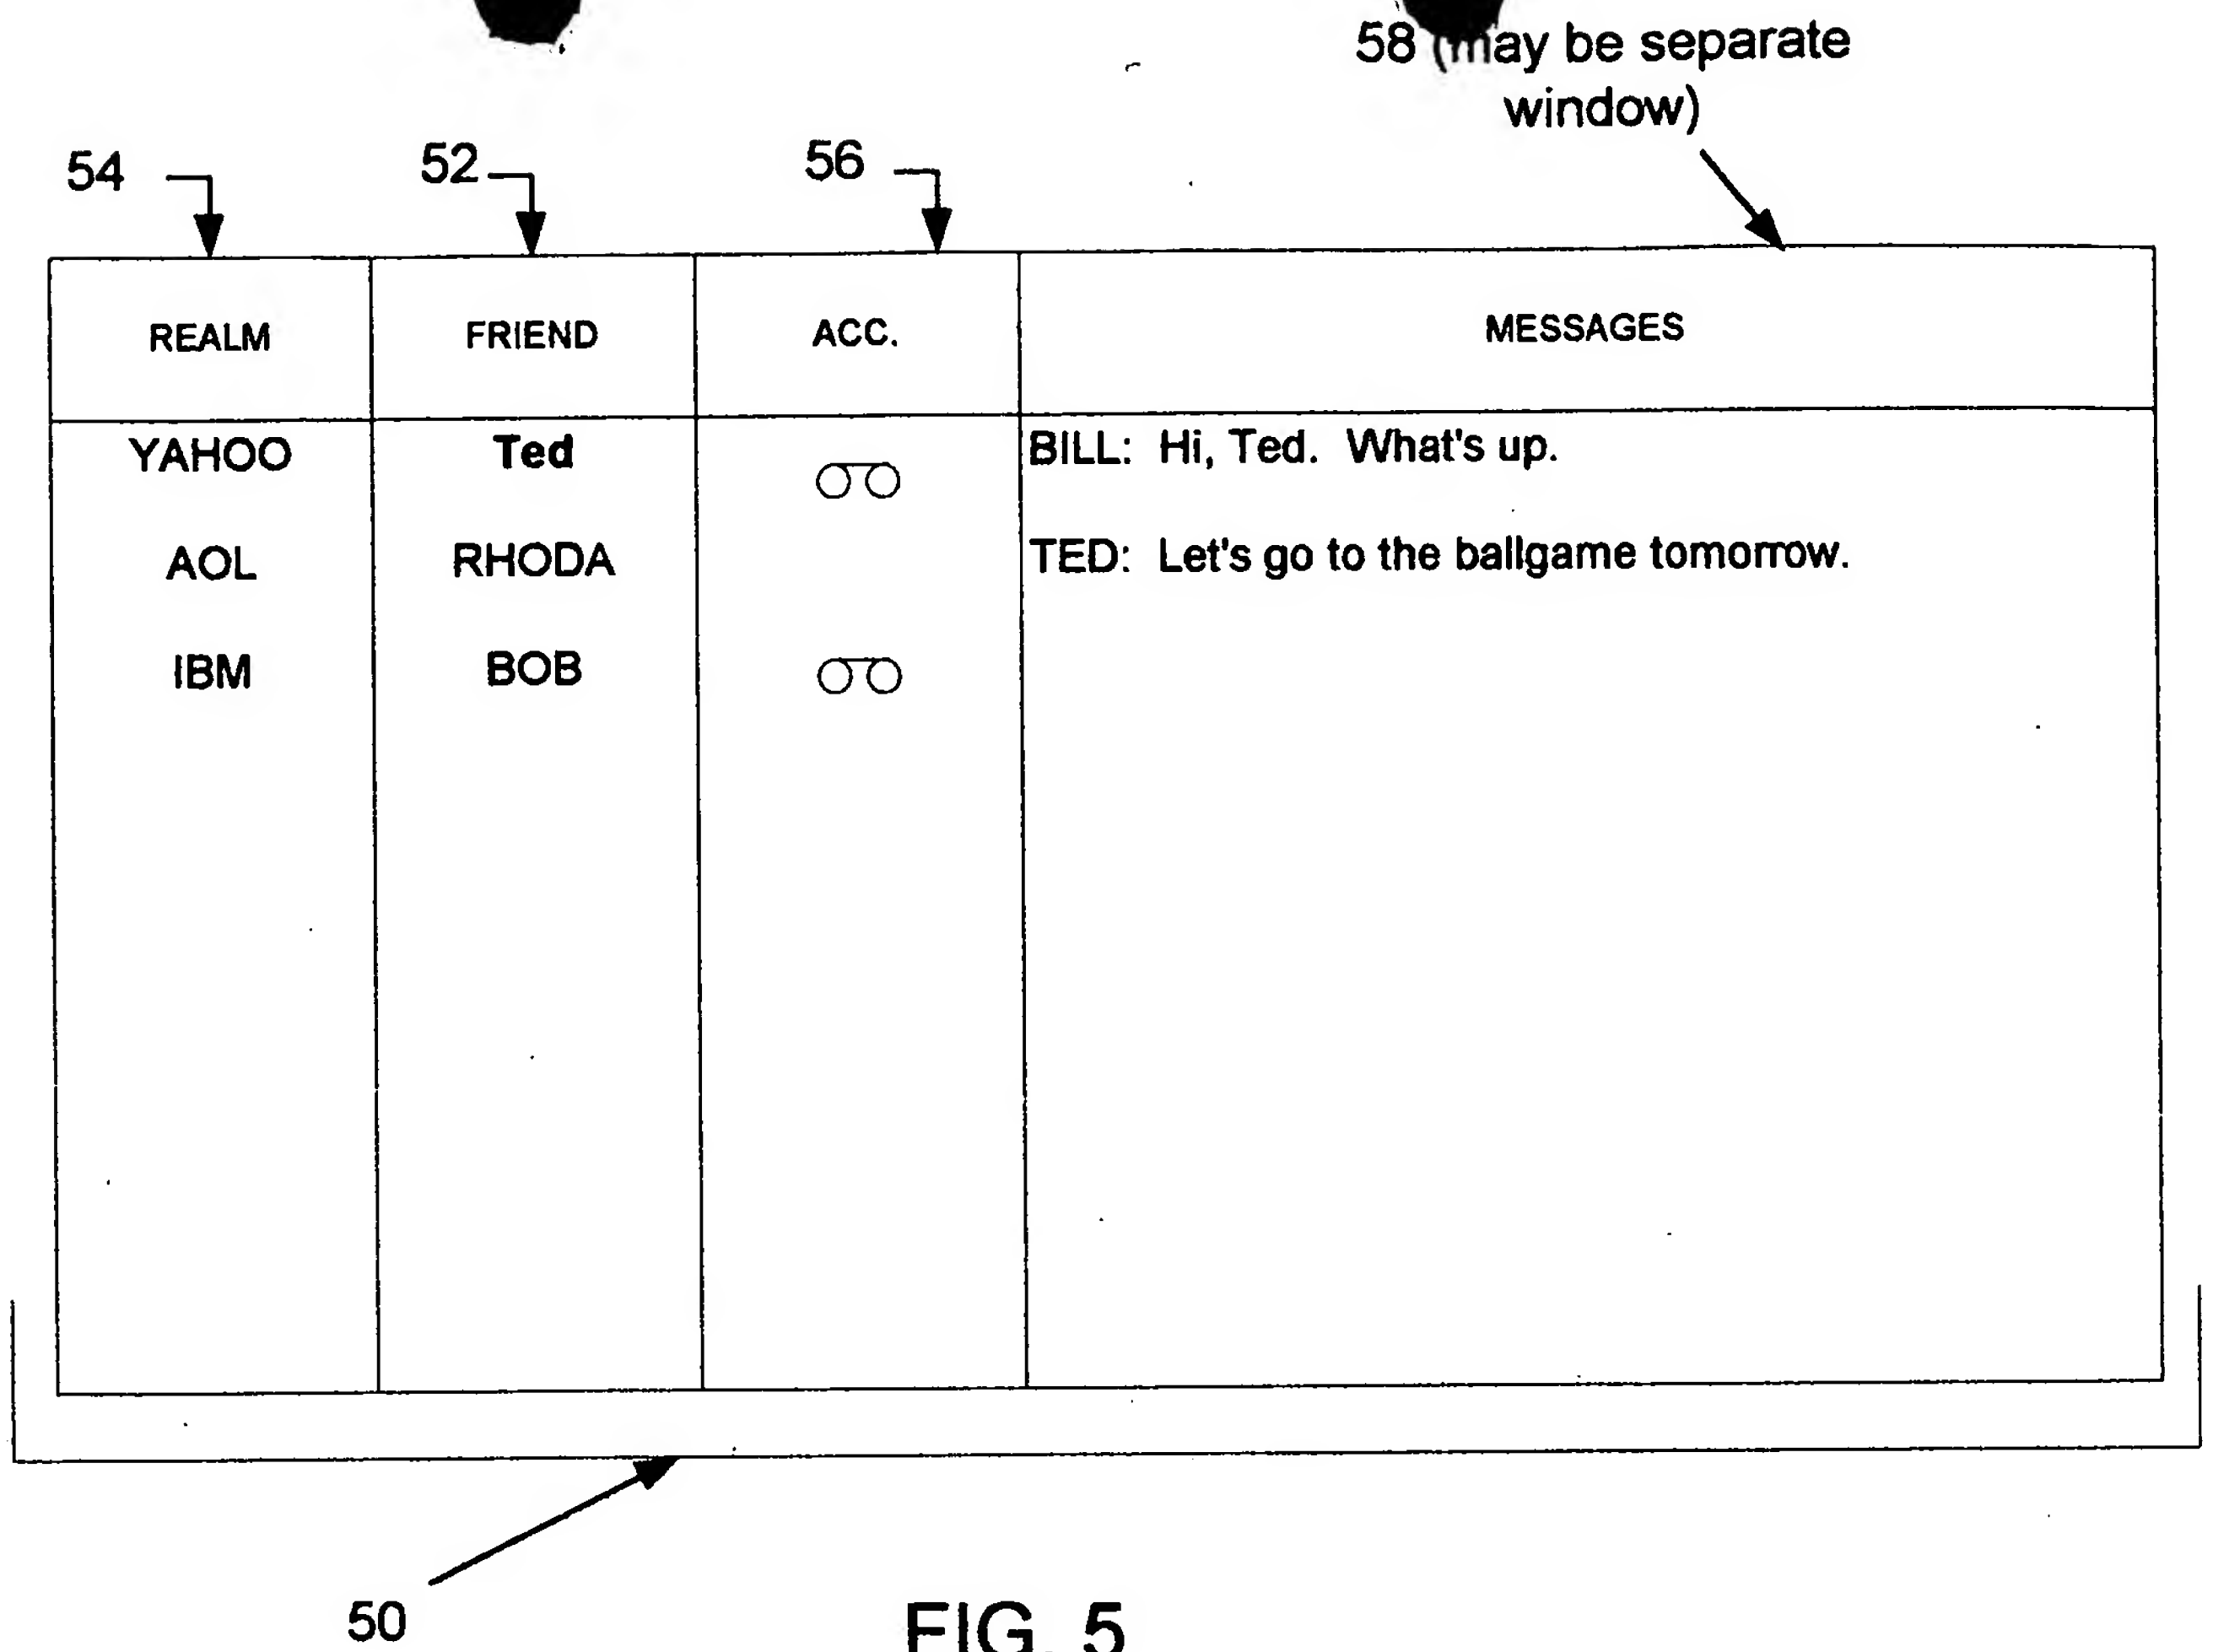 58 (may be separate
window)
54
52
56
REALM FRIEND ACC. MESSAGES
YAHOO Ted BILL: Hi, Ted. What's up.
AOL RHODA TED: Let's go to the ballgame tomorrow.
IBM BOB
50
FIG. 5